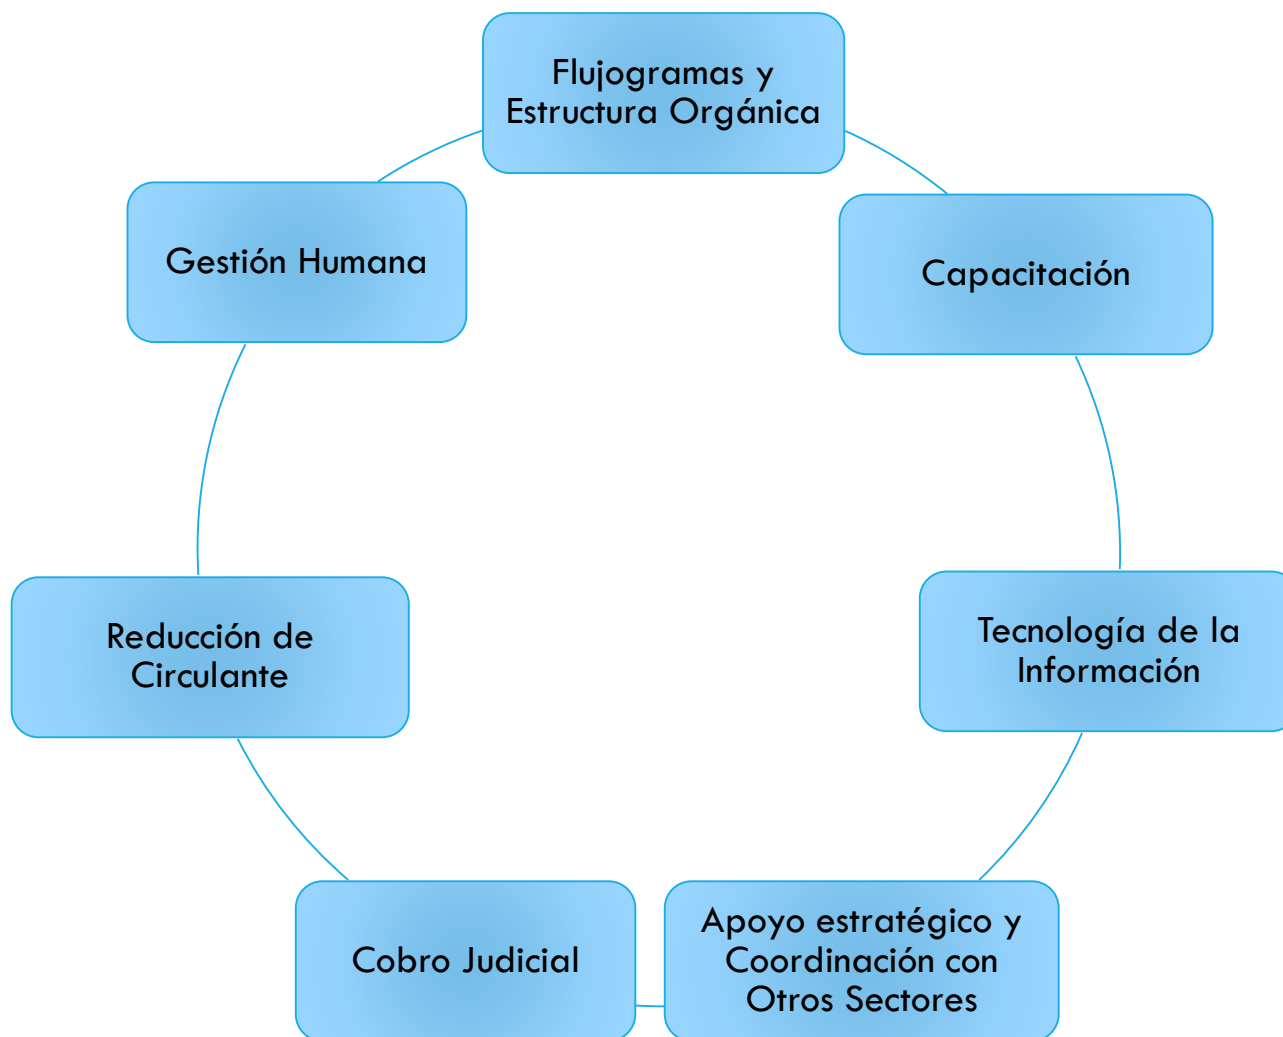 Flujogramas y
Estructura Orgánica
Gestión Humana
Capacitación
Reducción de
Circulante
Tecnología de la
Información
Cobro Judicial
Apoyo estratégico y
Coordinación con
Otros Sectores